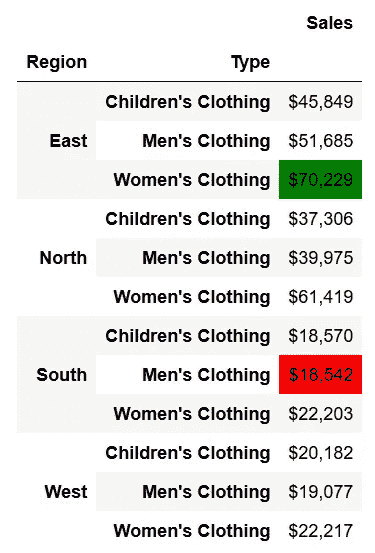 Sales
Region Type
Children's Clothing $45,849
East Men's Clothing $51,685
Women's Clothing $70,229
Children's Clothing $37,306
North Men's Clothing $39,975
Women's Clothing $61,419
Children's Clothing $18,570
South Men's Clothing $18,542
Women's Clothing $22,203
Children's Clothing $20,182
West Men's Clothing $19,077
Women's Clothing $22,217